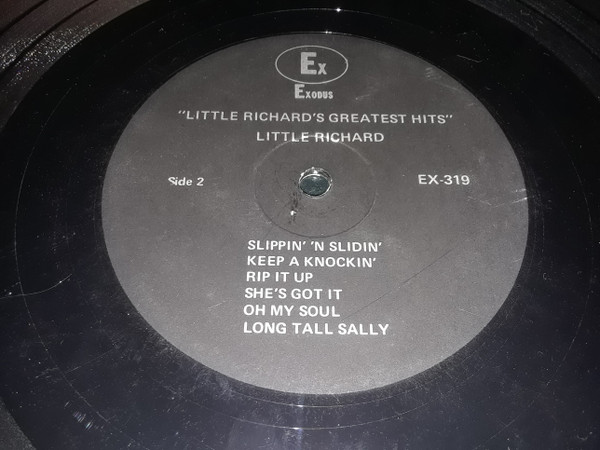 Ex
Exodus
"LITTLE RICHARD'S GREATEST HITS"
LITTLE RICHARD
Side 2 EX-319
SLIPPIN' 'N SLIDIN'
KEEP A KNOCKIN'
RIP IT UP
SHE'S GOT IT
OH MY SOUL
LONG TALL SALLY